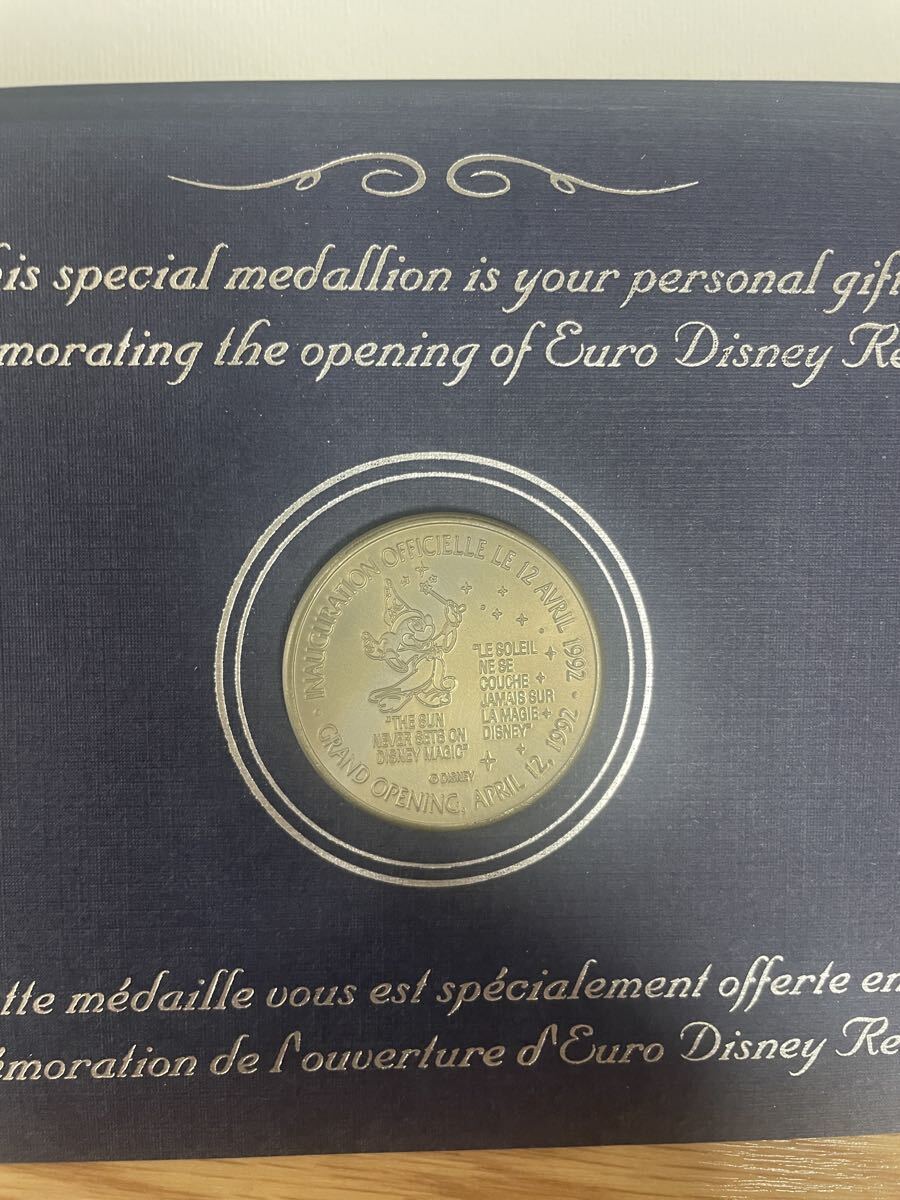 his special medallion is your personal gift
morating the opening of Euro Disney Re
· INAUGURATION OFFICIELLE LE 12 AVRIL 1992 ·
"LE SOLEIL
NE SE
COUCHE
JAMAIS SUR
LA MAGIE
DISNEY"
"THE SUN
NEVER SETS ON
DISNEY MAGIC"
© DISNEY
GRAND OPENING, APRIL 12, 1992
tte médaille vous est spécialement offerte en
émoration de l'ouverture d'Euro Disney Re